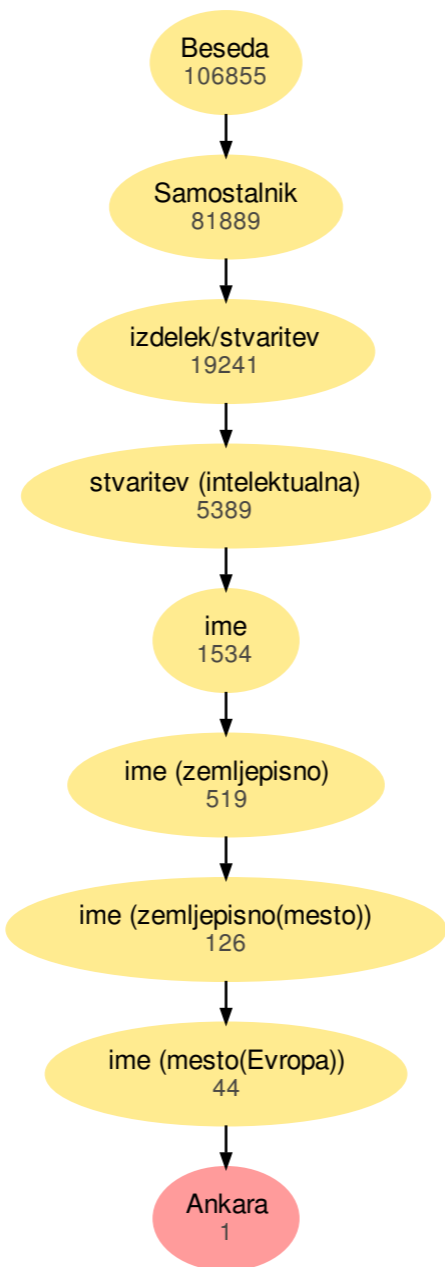 Beseda
106855
Samostalnik
81889
izdelek/stvaritev
19241
stvaritev (intelektualna)
5389
ime
1534
ime (zemljepisno)
519
ime (zemljepisno(mesto))
126
ime (mesto(Evropa))
44
Ankara
1